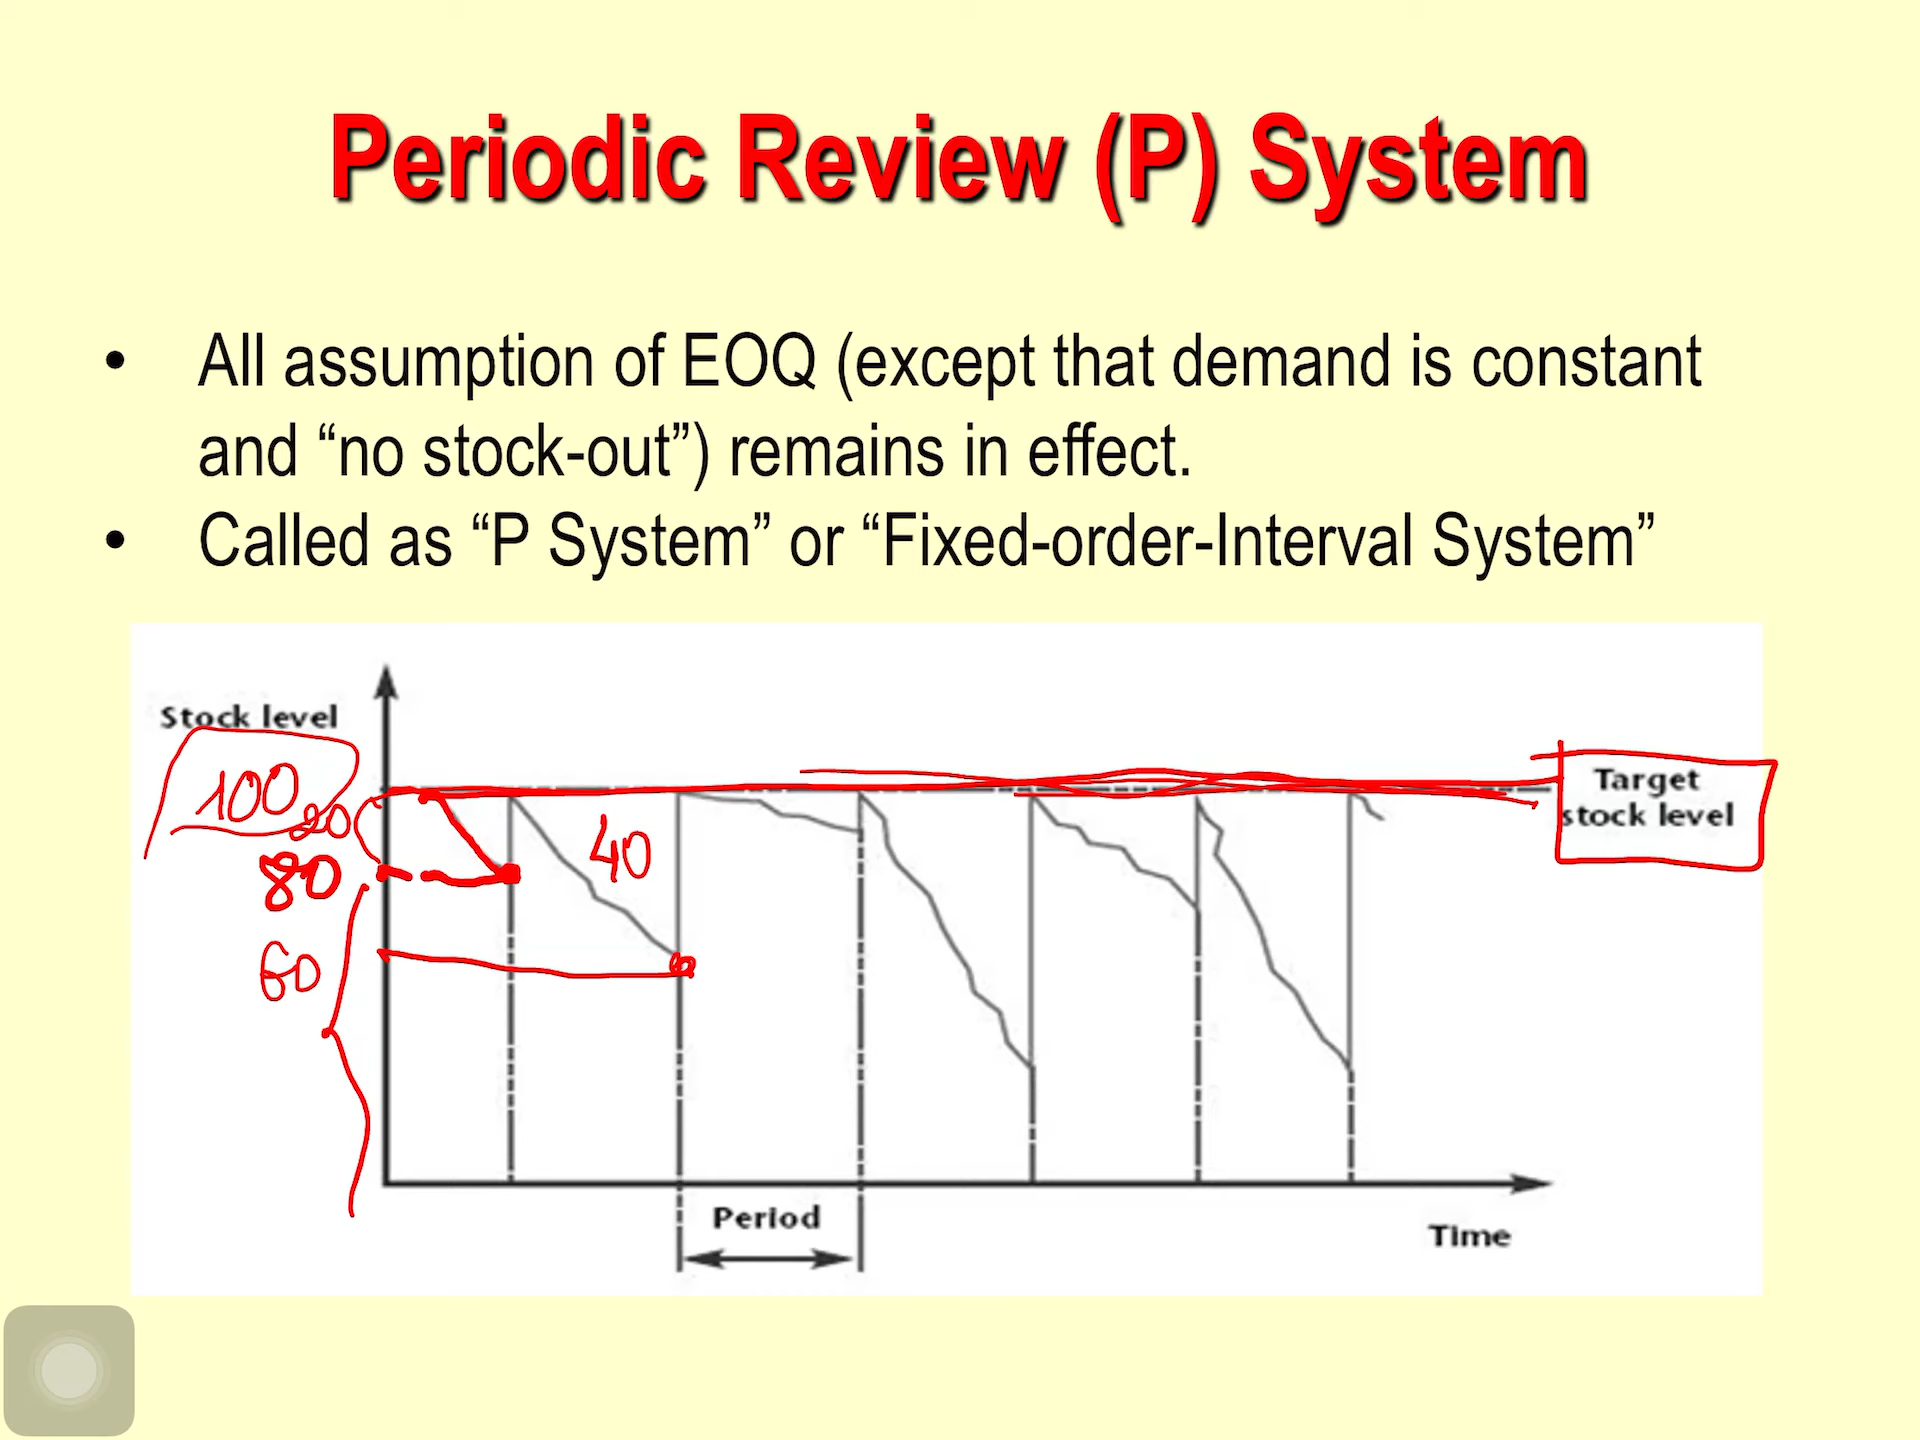 Periodic Review (P) System
• All assumption of EOQ (except that demand is constant
and “no stock-out”) remains in effect.
• Called as “P System” or “Fixed-order-Interval System”
Stock level
100
20
80
60
40
Target
stock level
Period
Time